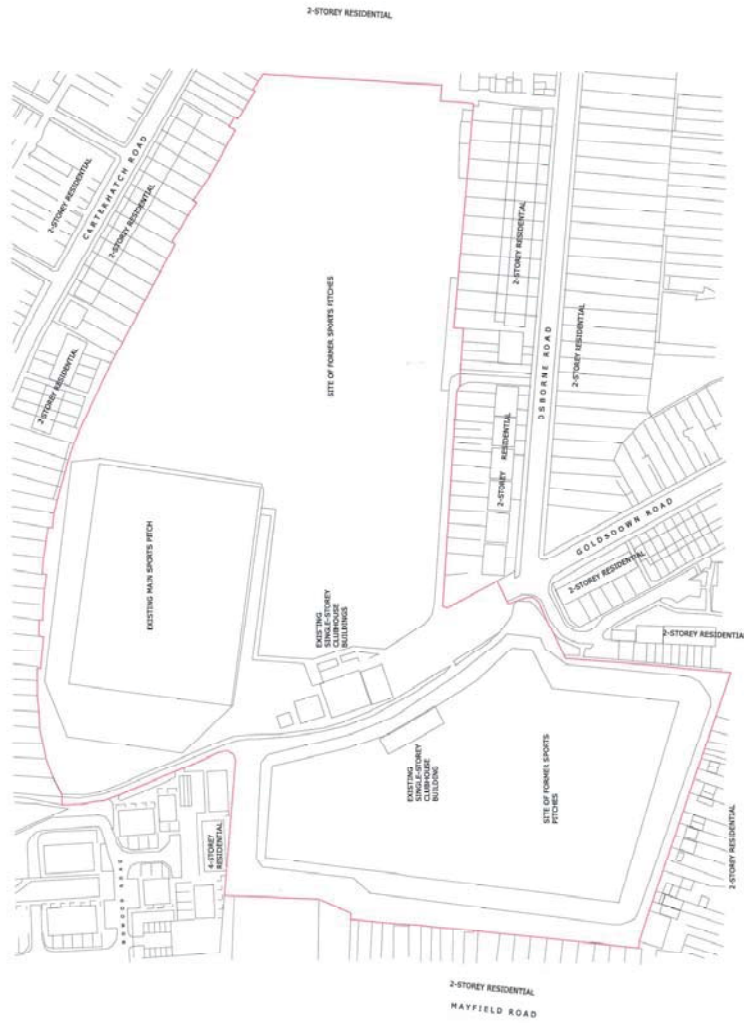 2-STOREY RESIDENTIAL
2-STOREY RESIDENTIAL
CARTERHATCH ROAD
2-STOREY RESIDENTIAL
2-STOREY RESIDENTIAL
SITE OF FORMER SPORTS PITCHES
2-STOREY RESIDENTIAL
OSBORNE ROAD
2-STOREY RESIDENTIAL
2-STOREY RESIDENTIAL
EXISTING MAIN SPORTS PITCH
GOLDSDOWN ROAD
2-STOREY RESIDENTIAL
EXISTING
SINGLE-STOREY
CLUBHOUSE
BUILDINGS
2-STOREY RESIDENTIAL
EXISTING
SINGLE-STOREY
CLUBHOUSE
BUILDING
SITE OF FORMER SPORTS
PITCHES
4-STOREY
RESIDENTIAL
2-STOREY RESIDENTIAL
2-STOREY RESIDENTIAL
MAYFIELD ROAD